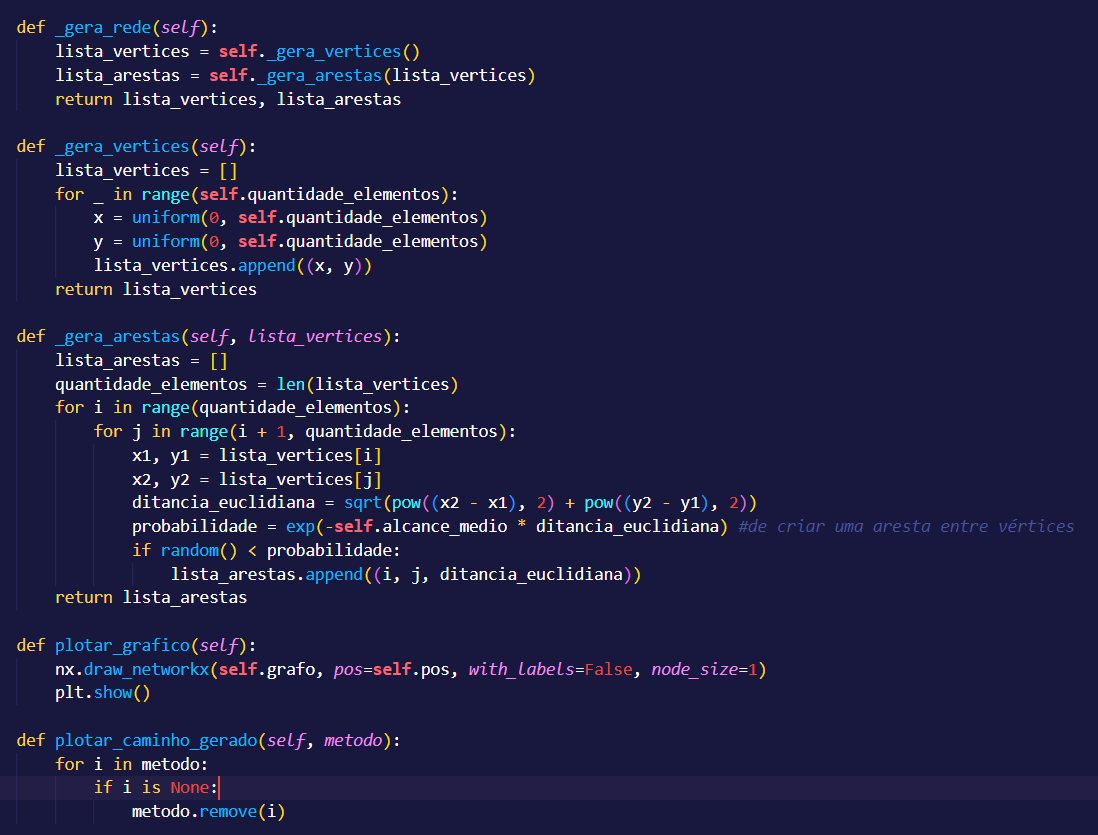 def _gera_rede(self):
    lista_vertices = self._gera_vertices()
    lista_arestas = self._gera_arestas(lista_vertices)
    return lista_vertices, lista_arestas

def _gera_vertices(self):
    lista_vertices = []
    for _ in range(self.quantidade_elementos):
        x = uniform(0, self.quantidade_elementos)
        y = uniform(0, self.quantidade_elementos)
        lista_vertices.append((x, y))
    return lista_vertices

def _gera_arestas(self, lista_vertices):
    lista_arestas = []
    quantidade_elementos = len(lista_vertices)
    for i in range(quantidade_elementos):
        for j in range(i + 1, quantidade_elementos):
            x1, y1 = lista_vertices[i]
            x2, y2 = lista_vertices[j]
            ditancia_euclidiana = sqrt(pow((x2 - x1), 2) + pow((y2 - y1), 2))
            probabilidade = exp(-self.alcance_medio * ditancia_euclidiana) #de criar uma aresta entre vértices
            if random() < probabilidade:
                lista_arestas.append((i, j, ditancia_euclidiana))
    return lista_arestas

def plotar_grafico(self):
    nx.draw_networkx(self.grafo, pos=self.pos, with_labels=False, node_size=1)
    plt.show()

def plotar_caminho_gerado(self, metodo):
    for i in metodo:
        if i is None:
            metodo.remove(i)